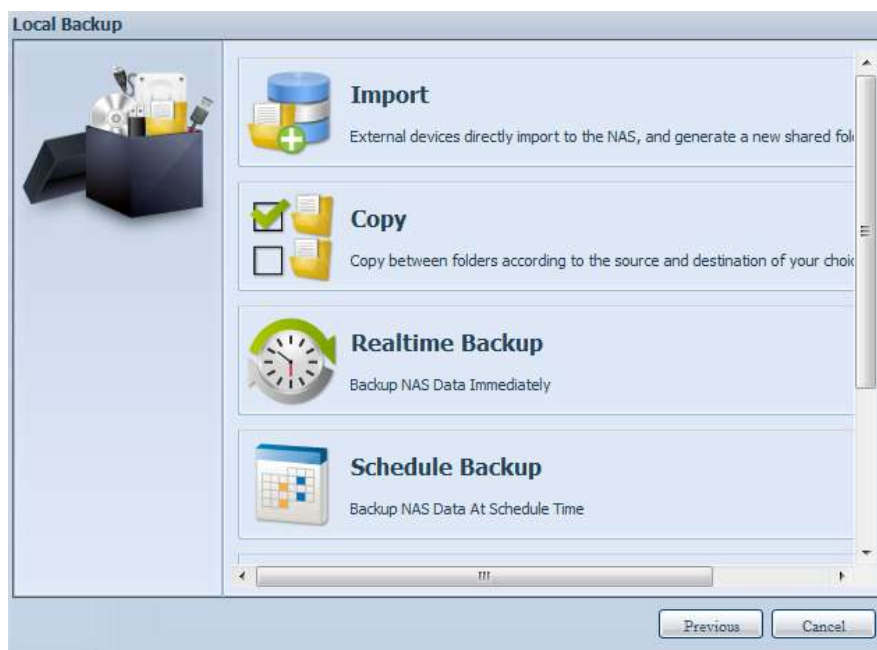 Local Backup
Import
External devices directly import to the NAS, and generate a new shared
Copy
Copy between folders according to the source and destination of your
Realtime Backup
Backup NAS Data Immediately
Schedule Backup
Backup NAS Data At Schedule Time
Previous Cancel